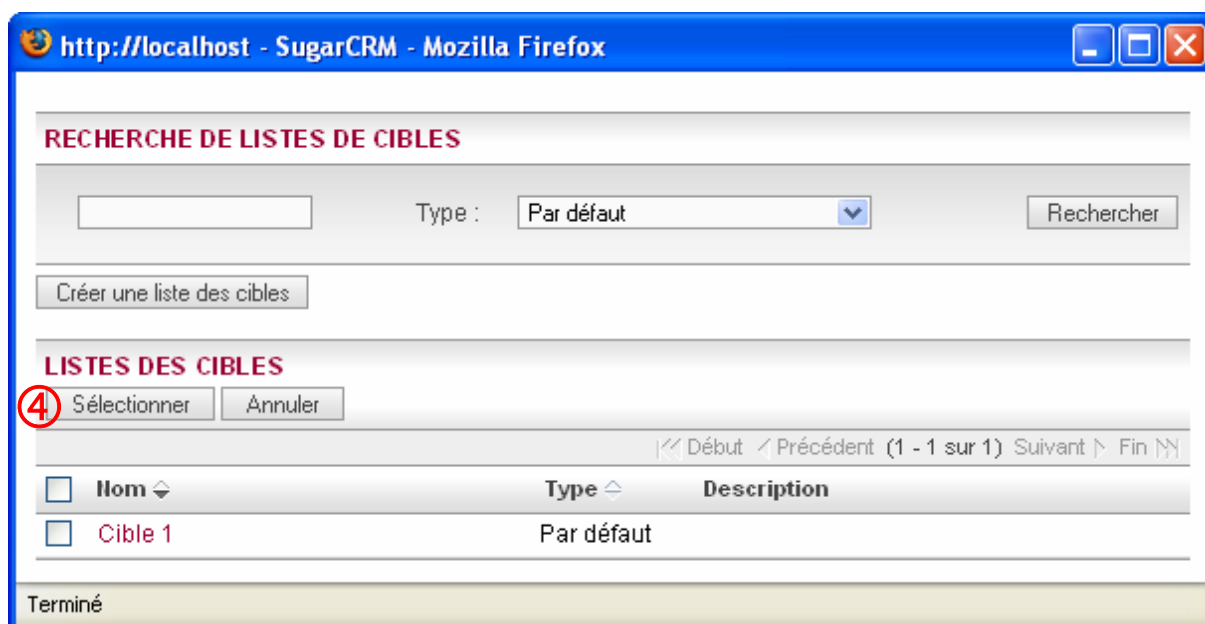 http://localhost - SugarCRM - Mozilla Firefox
RECHERCHE DE LISTES DE CIBLES
Type : Par défaut Rechercher
Créer une liste des cibles
LISTES DES CIBLES
④ Sélectionner Annuler
Début Précédent (1 - 1 sur 1) Suivant Fin
Nom Type Description
Cible 1 Par défaut
Terminé